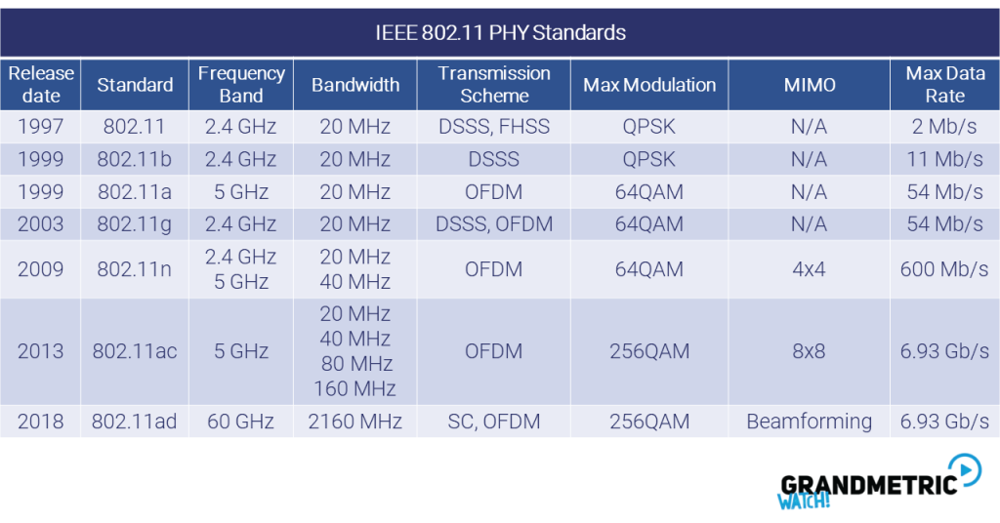 IEEE 802.11 PHY Standards
Release date Standard Frequency Band Bandwidth Transmission Scheme Max Modulation MIMO Max Data Rate
1997 802.11 2.4 GHz 20 MHz DSSS, FHSS QPSK N/A 2 Mb/s
1999 802.11b 2.4 GHz 20 MHz DSSS QPSK N/A 11 Mb/s
1999 802.11a 5 GHz 20 MHz OFDM 64QAM N/A 54 Mb/s
2003 802.11g 2.4 GHz 20 MHz DSSS, OFDM 64QAM N/A 54 Mb/s
2009 802.11n 2.4 GHz 5 GHz 20 MHz 40 MHz OFDM 64QAM 4x4 600 Mb/s
2013 802.11ac 5 GHz 20 MHz 40 MHz 80 MHz 160 MHz OFDM 256QAM 8x8 6.93 Gb/s
2018 802.11ad 60 GHz 2160 MHz SC, OFDM 256QAM Beamforming 6.93 Gb/s
GRANDMETRIC
WATCH!